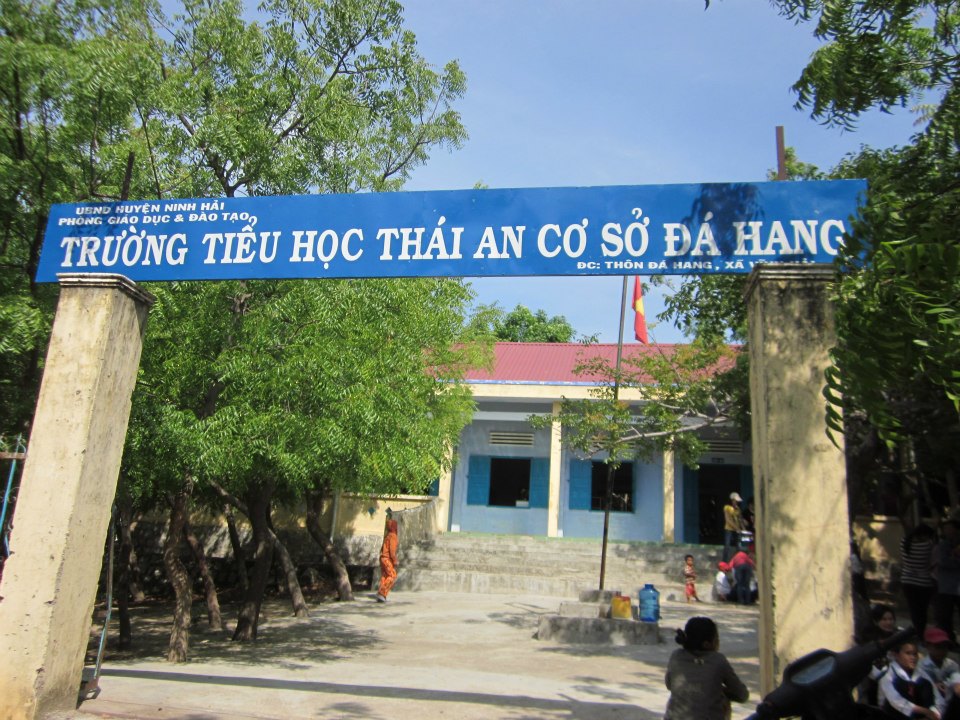 UBND HUYỆN NINH HẢI
PHÒNG GIÁO DỤC & ĐÀO TẠO
TRƯỜNG TIỂU HỌC THÁI AN CƠ SỞ ĐÁ HANG
ĐC: THÔN ĐÁ HANG, XÃ